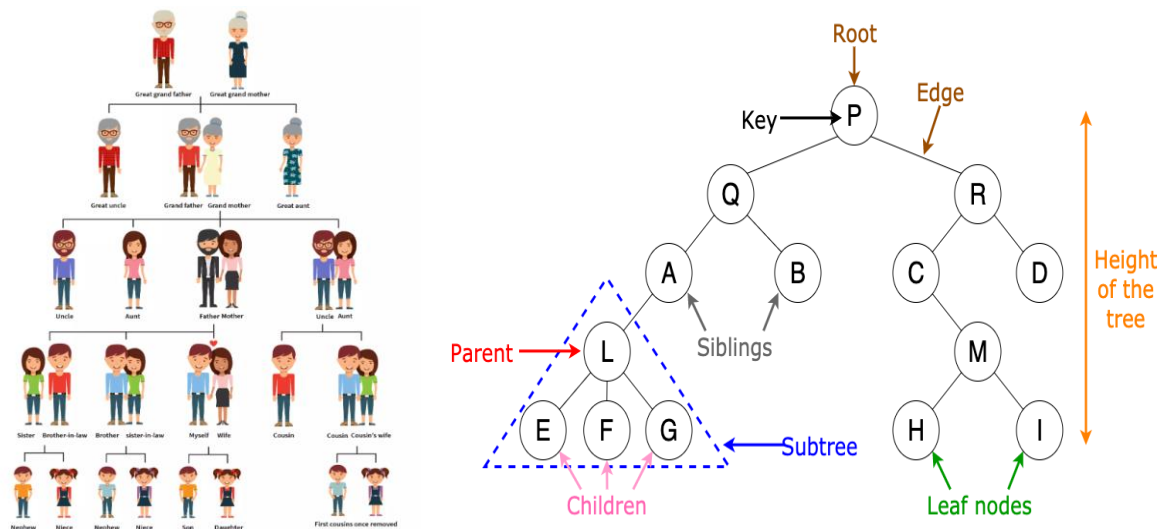 Great grand father Great grand mother
Great uncle Grand father Grand mother Great aunt
Uncle Aunt Father Mother Uncle Aunt
Sister Brother-in-law Brother sister-in-law Myself Wife Cousin Cousin Cousin's wife
Nephew Niece Nephew Niece Son Daughter First cousins once removed
Root
Edge
Key
P
Q
R
A
B
C
D
Height
of the
tree
Siblings
Parent
L
M
E
F
G
H
I
Subtree
Children
Leaf nodes